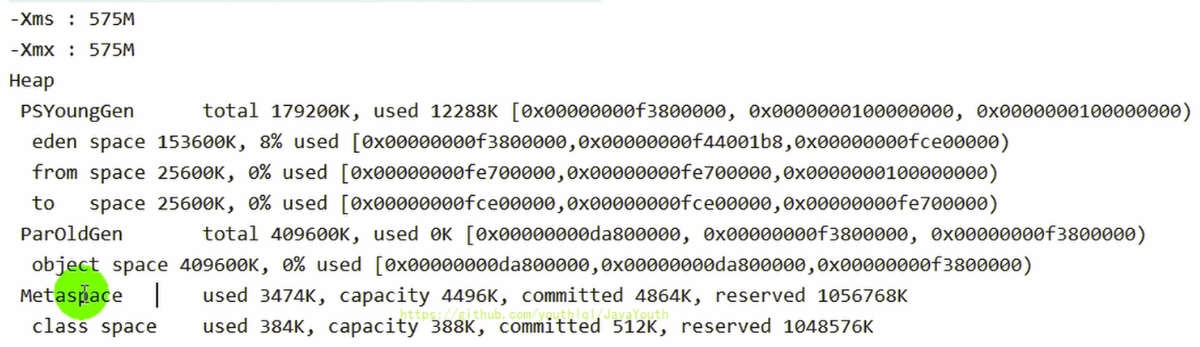 -Xms : 575M
-Xmx : 575M
Heap
PSYoungGen total 179200K, used 12288K [0x00000000f3800000, 0x0000000100000000, 0x0000000100000000)
eden space 153600K, 8% used [0x00000000f3800000,0x00000000f44001b8,0x00000000fce00000)
from space 25600K, 0% used [0x00000000fe700000,0x00000000fe700000,0x0000000100000000)
to space 25600K, 0% used [0x00000000fce00000,0x00000000fce00000,0x00000000fe700000)
ParOldGen total 409600K, used 0K [0x00000000da800000, 0x00000000f3800000, 0x00000000f3800000)
object space 409600K, 0% used [0x00000000da800000,0x00000000da800000,0x00000000f3800000)
Metaspace used 3474K, capacity 4496K, committed 4864K, reserved 1056768K
https://github.com/youthlql/JavaYouth
class space used 384K, capacity 388K, committed 512K, reserved 1048576K